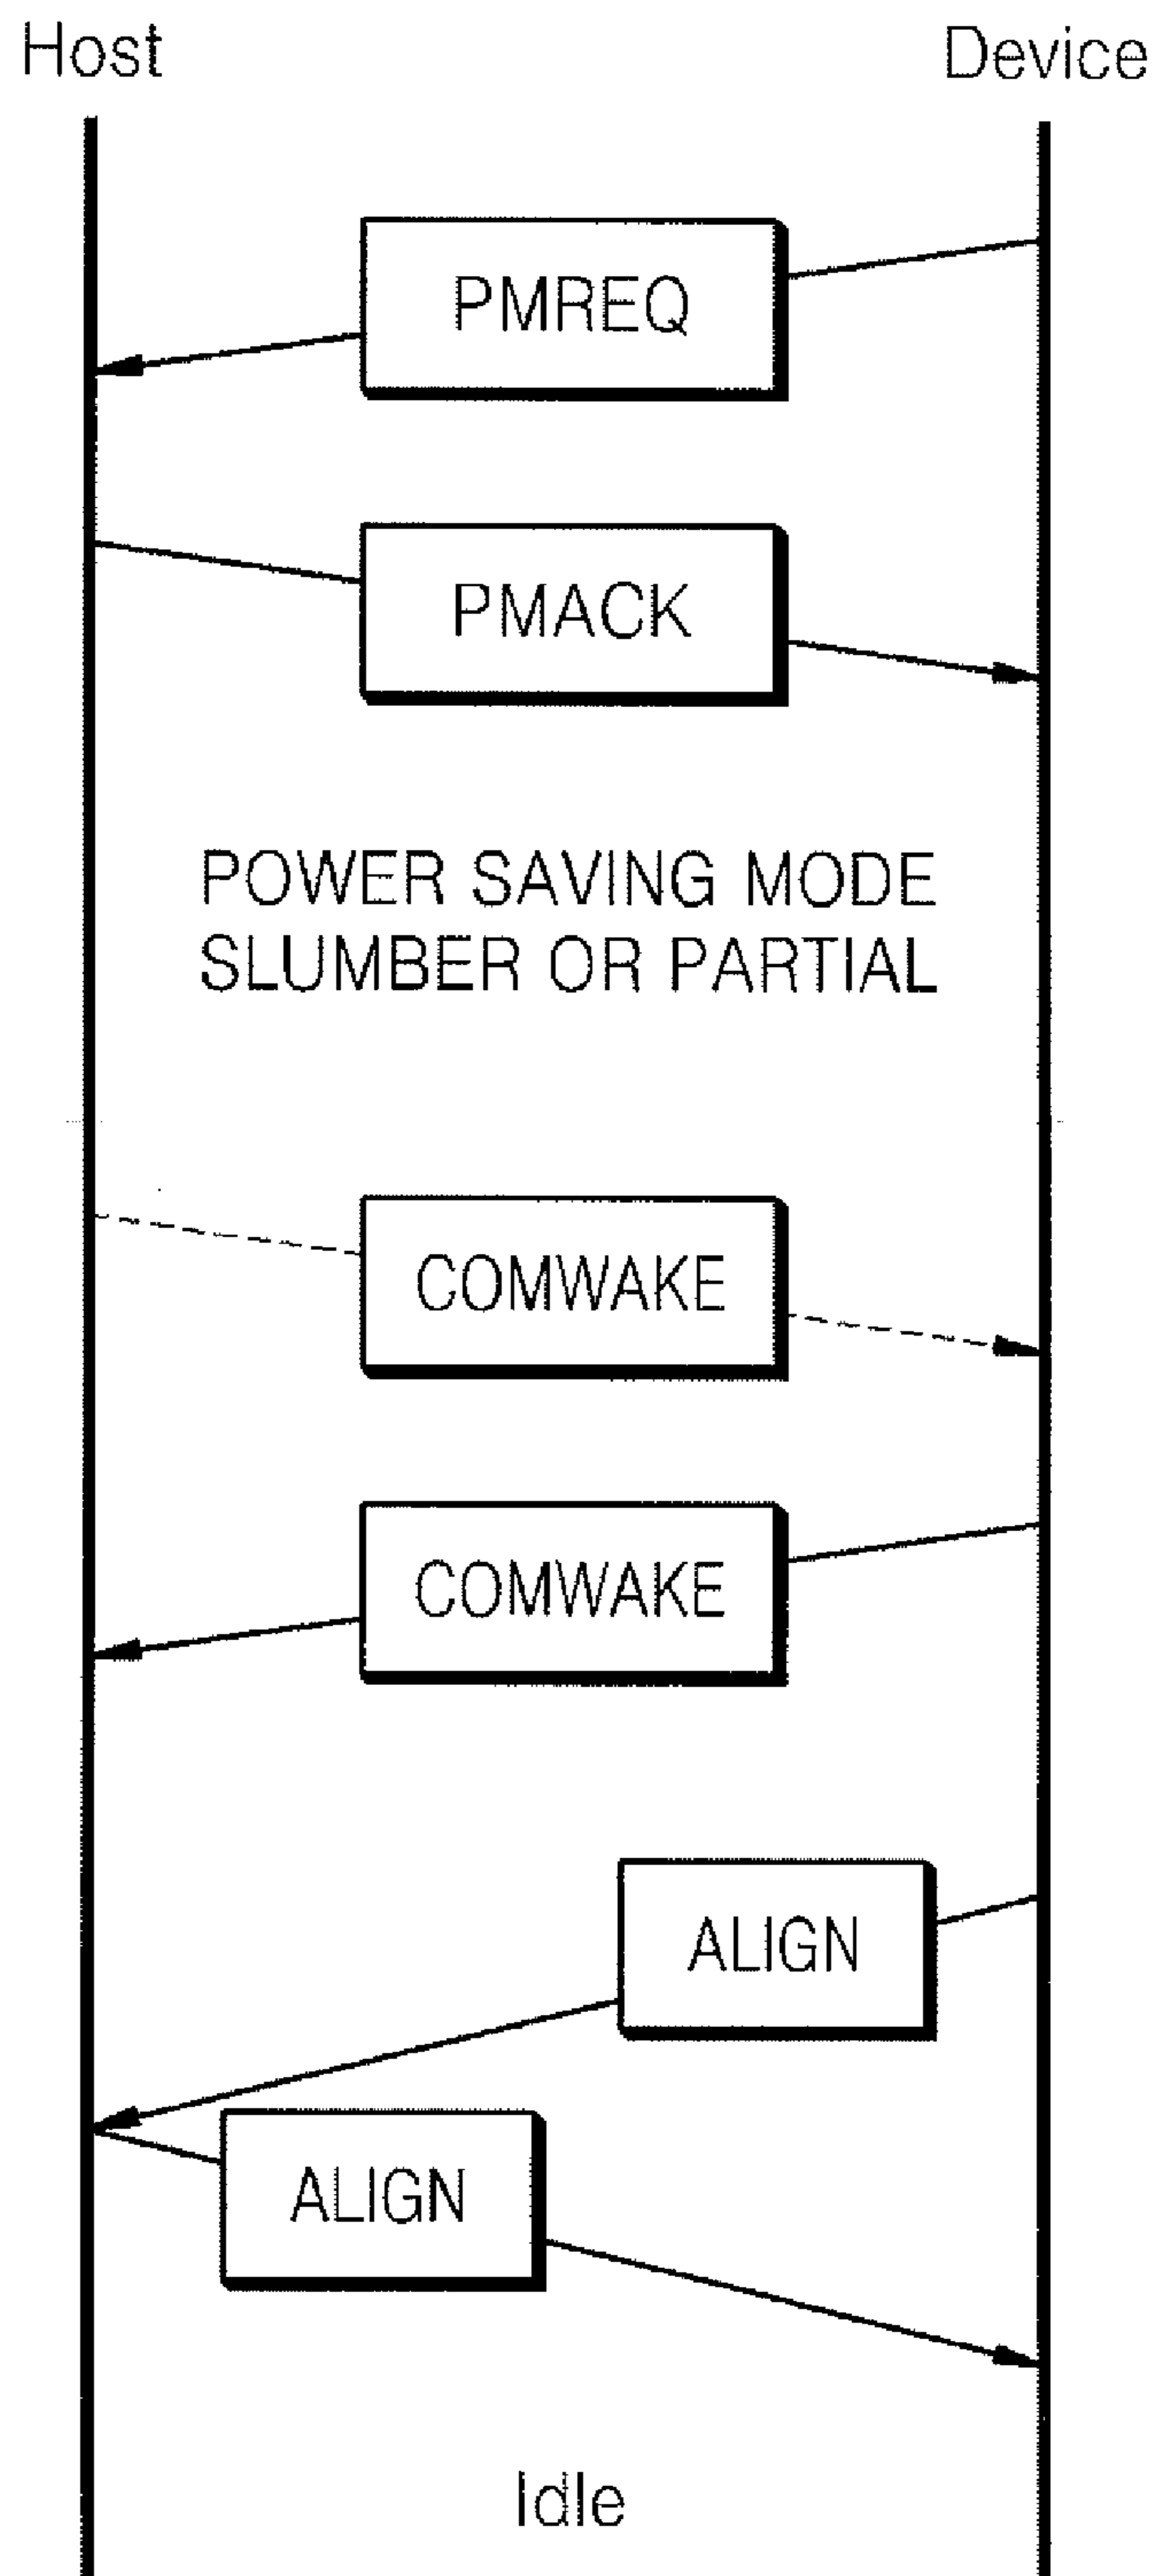 Host
Device
PMREQ
PMACK
POWER SAVING MODE
SLUMBER OR PARTIAL
COMWAKE
COMWAKE
ALIGN
ALIGN
Idle